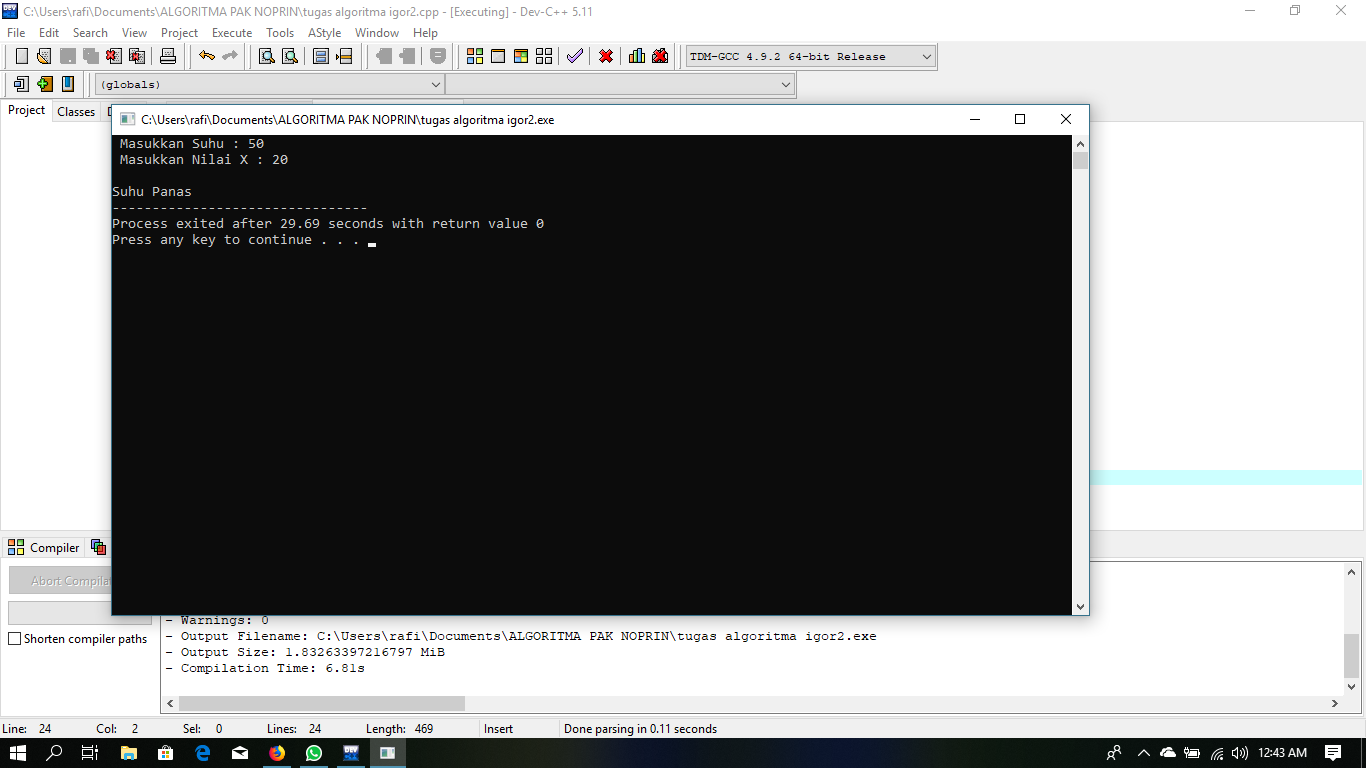 C:\Users\rafi\Documents\ALGORITMA PAK NOPRIN\tugas algoritma igor2.cpp - [Executing] - Dev-C++ 5.11
File Edit Search View Project Execute Tools AStyle Window Help
TDM-GCC 4.9.2 64-bit Release
(globals)
Project Classes
C:\Users\rafi\Documents\ALGORITMA PAK NOPRIN\tugas algoritma igor2.exe
Masukkan Suhu : 50
Masukkan Nilai X : 20
Suhu Panas
--------------------------------
Process exited after 29.69 seconds with return value 0
Press any key to continue . . .
Compiler
Abort Compilat
Shorten compiler paths
- Warnings: 0
- Output Filename: C:\Users\rafi\Documents\ALGORITMA PAK NOPRIN\tugas algoritma igor2.exe
- Output Size: 1.83263397216797 MiB
- Compilation Time: 6.81s
Line: 24 Col: 2 Sel: 0 Lines: 24 Length: 469 Insert Done parsing in 0.11 seconds
12:43 AM